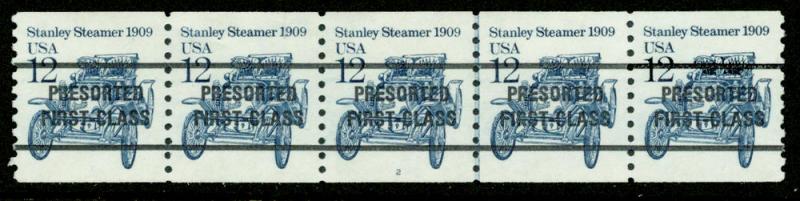 Stanley Steamer 1909 Stanley Steamer 1909 Stanley Steamer 1909 Stanley Steamer 1909 Stanley Steamer 1909
USA USA USA USA USA
12 12 12 12 12
PRESORTED PRESORTED PRESORTED PRESORTED PRESORTED
FIRST-CLASS FIRST-CLASS FIRST-CLASS FIRST-CLASS FIRST-CLASS
2